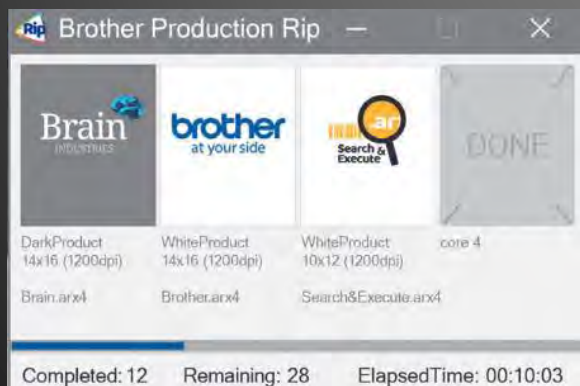 Rip Brother Production Rip
Brain
INDUSTRIES
brother
at your side
.ar
Search &
Execute
DONE
DarkProduct
14x16 (1200dpi)
Brain.arx4
WhiteProduct
14x16 (1200dpi)
Brother.arx4
WhiteProduct
10x12 (1200dpi)
Search&Execute.arx4
core 4
Completed: 12 Remaining: 28 ElapsedTime: 00:10:03